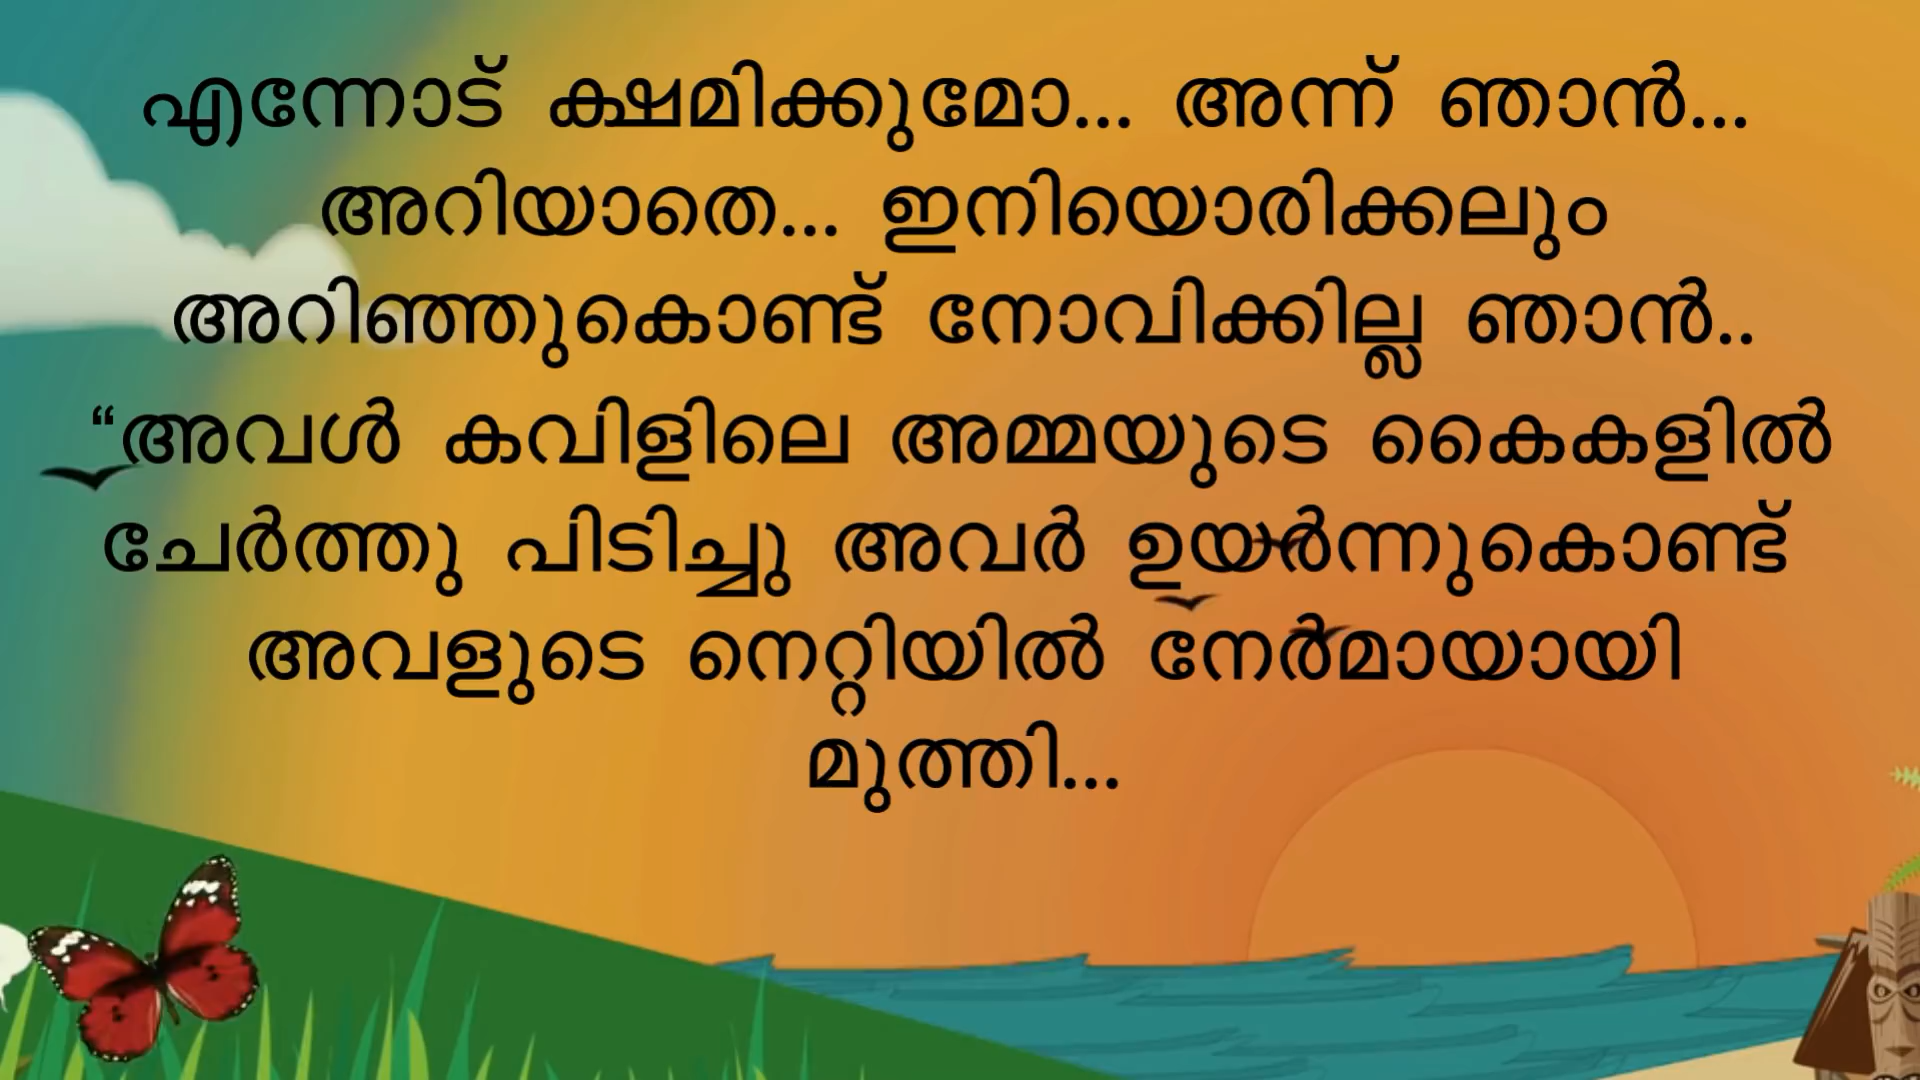 എന്നോട് ക്ഷമിക്കുമോ... അന്ന് ഞാൻ...
അറിയാതെ... ഇനിയൊരിക്കലും
അറിഞ്ഞുകൊണ്ട് നോവിക്കില്ല ഞാൻ..
“അവൾ കവിളിലെ അമ്മയുടെ കൈകളിൽ
ചേർത്തു പിടിച്ചു അവർ ഉയർന്നുകൊണ്ട്
അവളുടെ നെറ്റിയിൽ നേർമായായി
മുത്തി...